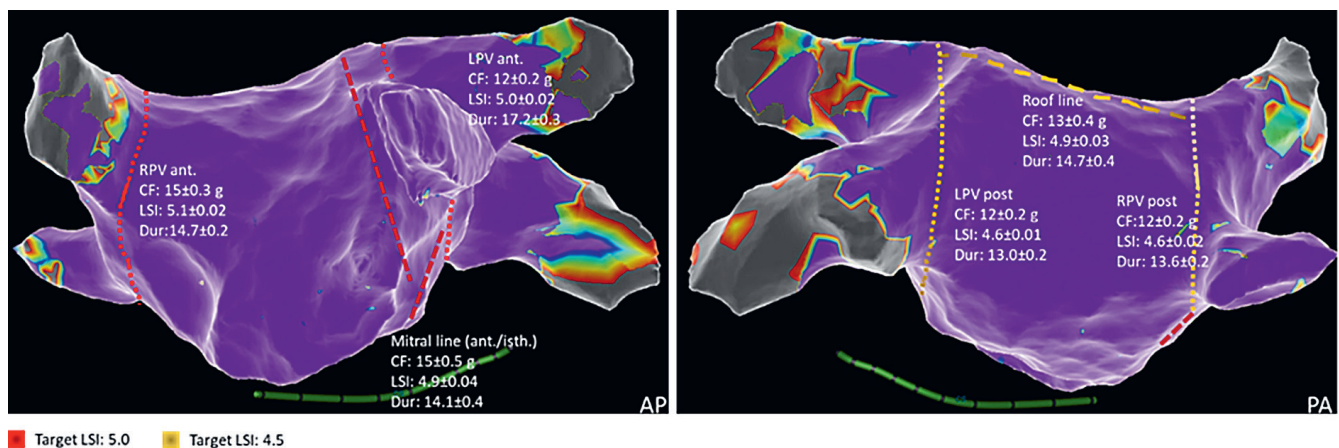 LPV ant.
CF: 12±0.2 g
LSI: 5.0±0.02
Dur: 17.2±0.3
RPV ant.
CF: 15±0.3 g
LSI: 5.1±0.02
Dur:14.7±0.2
Mitral line (ant./isth.)
CF: 15±0.5 g
LSI: 4.9±0.04
Dur: 14.1±0.4
AP
Roof line
CF: 13±0.4 g
LSI: 4.9±0.03
Dur: 14.7±0.4
LPV post
CF: 12±0.2 g
LSI: 4.6±0.01
Dur: 13.0±0.2
RPV post
CF:12±0.2 g
LSI: 4.6±0.02
Dur: 13.6±0.2
PA
Target LSI: 5.0
Target LSI: 4.5